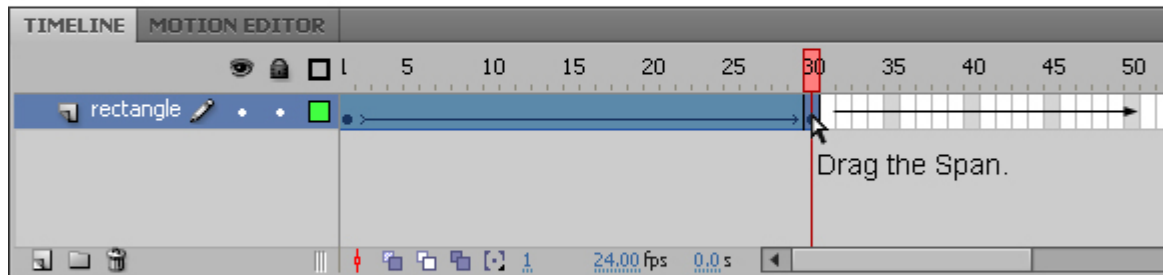 TIMELINE MOTION EDITOR
1 5 10 15 20 25 30 35 40 45 50
rectangle
Drag the Span.
1 24.00 fps 0.0 s